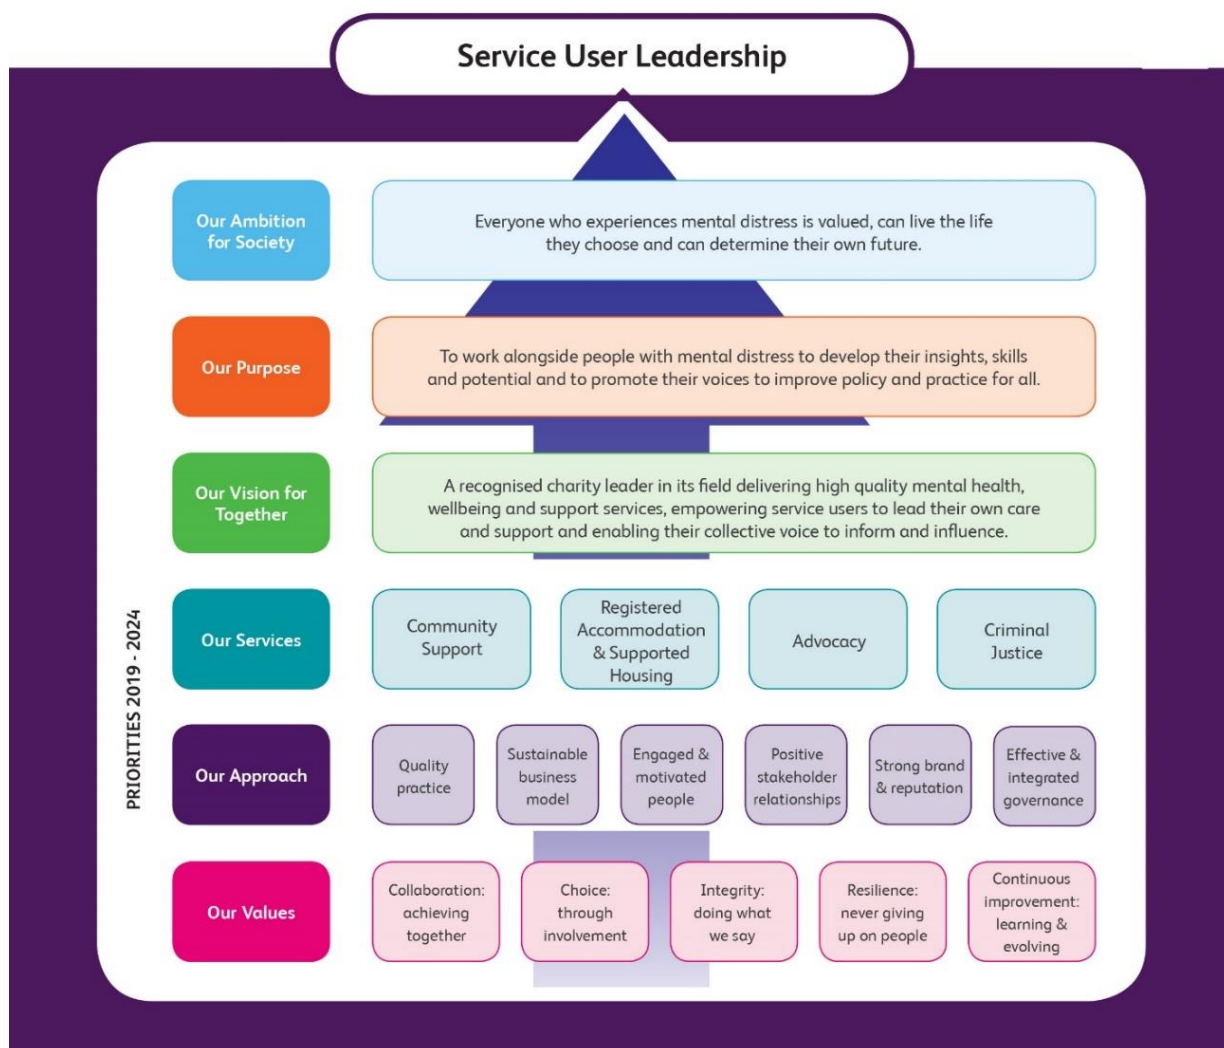 Service User Leadership
Our Ambition
for Society
Everyone who experiences mental distress is valued, can live the life
they choose and can determine their own future.
Our Purpose
To work alongside people with mental distress to develop their insights, skills
and potential and to promote their voices to improve policy and practice for all.
Our Vision for
Together
A recognised charity leader in its field delivering high quality mental health,
wellbeing and support services, empowering service users to lead their own care
and support and enabling their collective voice to inform and influence.
PRIORITIES 2019 - 2024
Our Services
Community
Support
Registered
Accommodation
& Supported
Housing
Advocacy
Criminal
Justice
Our Approach
Quality
practice
Sustainable
business
model
Engaged &
motivated
people
Positive
stakeholder
relationships
Strong brand
& reputation
Effective &
integrated
governance
Our Values
Collaboration:
achieving
together
Choice:
through
involvement
Integrity:
doing what
we say
Resilience:
never giving
up on people
Continuous
improvement:
learning &
evolving